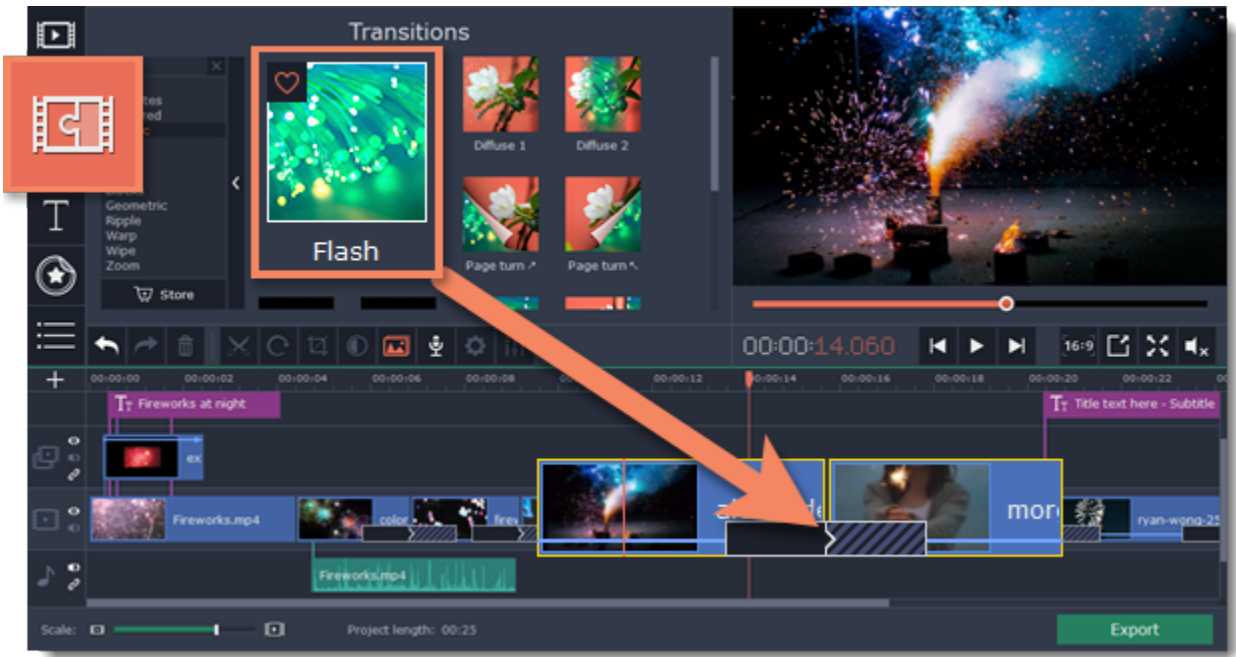 Transitions
Diffuse 1
Diffuse 2
Geometric
Ripple
Warp
Wipe
Zoom
Flash
Page turn
Page turn
Store
00:00:14.060
16:9
00:00:00
00:00:02
00:00:04
00:00:06
00:00:08
00:00:12
00:00:14
00:00:16
00:00:18
00:00:20
00:00:22
Fireworks at night
Title text here - Subtitle
ex
Fireworks.mp4
color
firew
mor
ryan-wong-25
Fireworks.mp4
Scale:
Project length: 00:25
Export